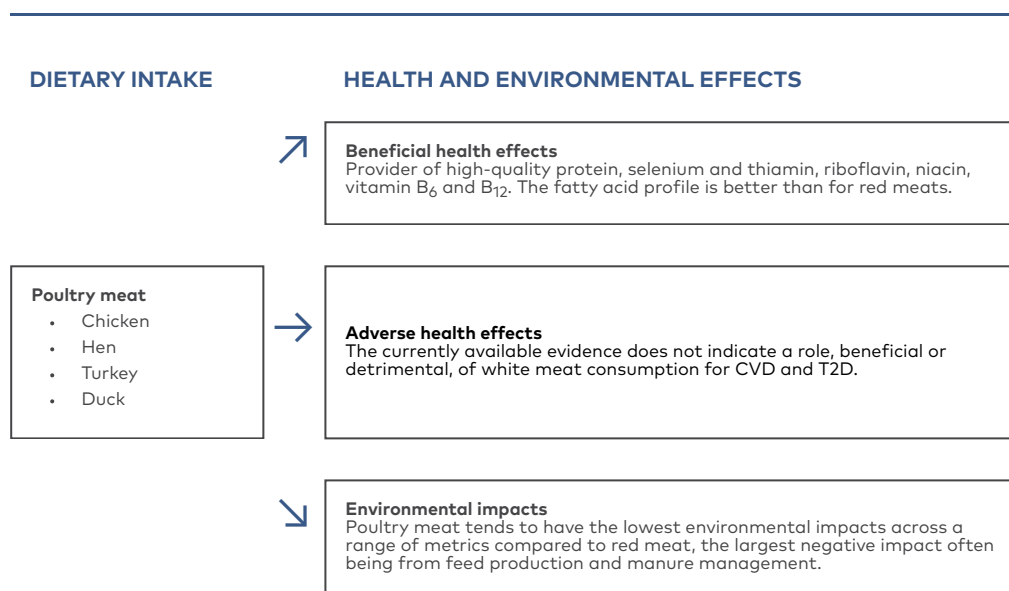 DIETARY INTAKE
HEALTH AND ENVIRONMENTAL EFFECTS
Beneficial health effects
Provider of high-quality protein, selenium and thiamin, riboflavin, niacin,
vitamin B6 and B12. The fatty acid profile is better than for red meats.
Poultry meat
• Chicken
• Hen
• Turkey
• Duck
Adverse health effects
The currently available evidence does not indicate a role, beneficial or
detrimental, of white meat consumption for CVD and T2D.
Environmental impacts
Poultry meat tends to have the lowest environmental impacts across a
range of metrics compared to red meat, the largest negative impact often
being from feed production and manure management.